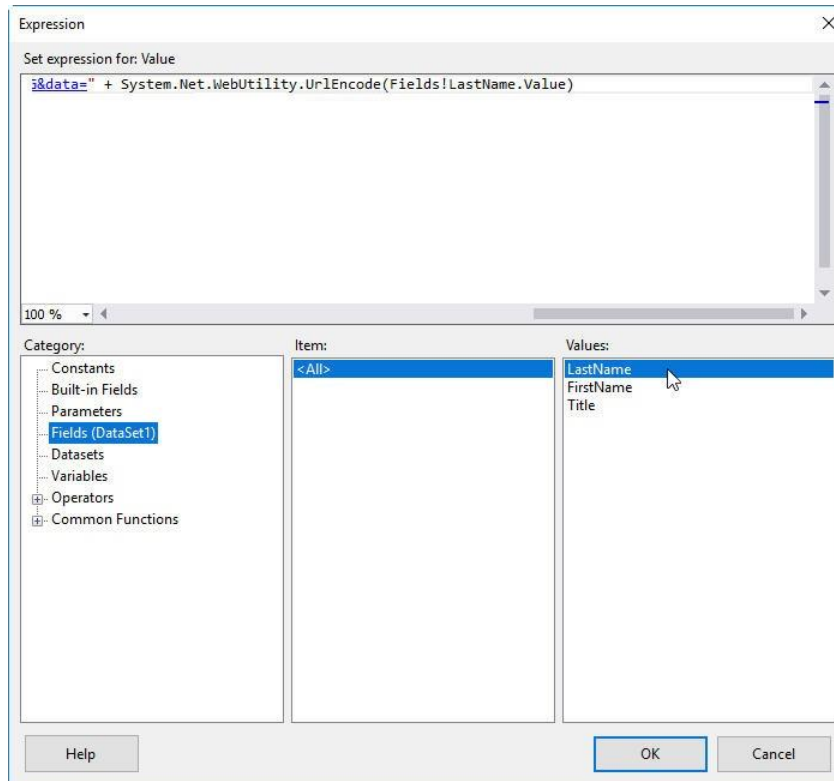 Expression
Set expression for: Value
5&data=" + System.Net.WebUtility.UrlEncode(Fields!LastName.Value)
100 %
Category:
Item:
Values:
Constants
Built-in Fields
Parameters
Fields (DataSet1)
Datasets
Variables
Operators
Common Functions
<All>
LastName
FirstName
Title
Help
OK
Cancel